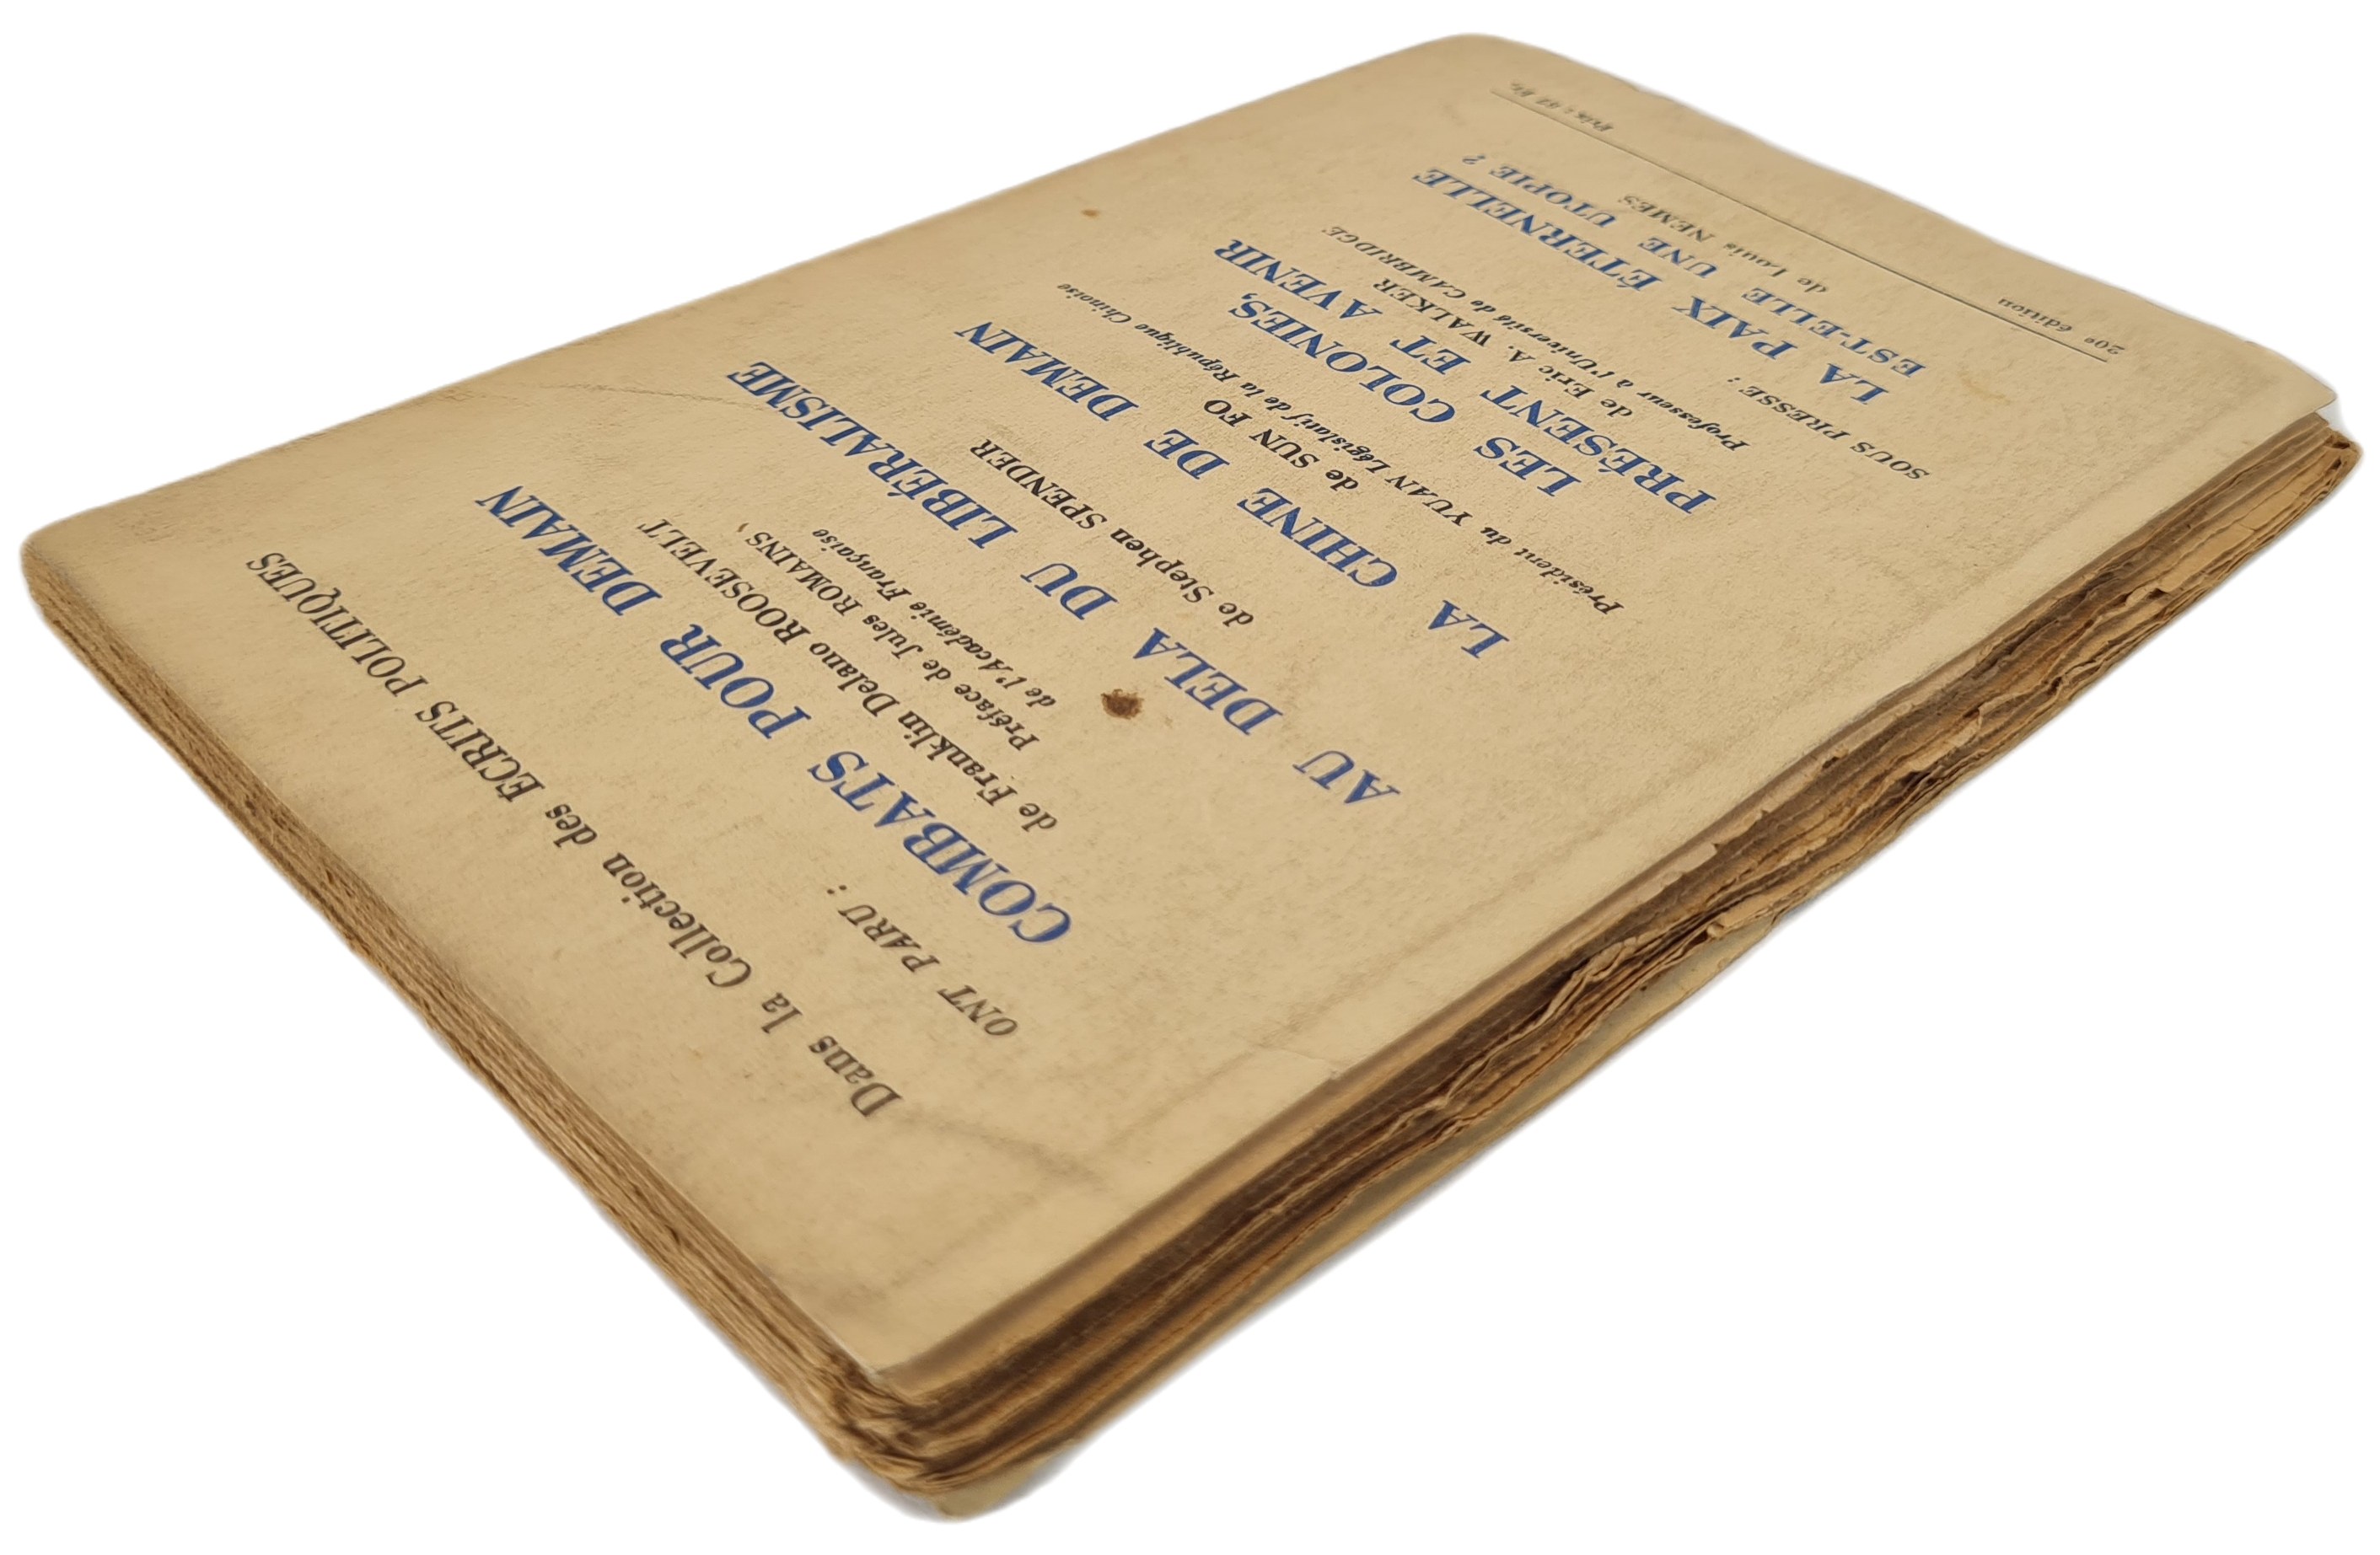 Dans la Collection des ÉCRITS POLITIQUES
ONT PARU :
COMBATS POUR DEMAIN
de Franklin Delano ROOSEVELT
Préface de Jules ROMAINS
de l'Académie Française
AU DELA DU LIBÉRALISME
de Stephen SPENDER
LA CHINE DE DEMAIN
de SUN FO
Président du YUAN Législatif de la République Chinoise
LES COLONIES,
PRÉSENT ET AVENIR
de Eric A. WALKER
Professeur à l'Université de CAMBRIDGE
SOUS PRESSE :
LA PAIX ÉTERNELLE
EST-ELLE UNE UTOPIE ?
de Louis NEMES
20e édition
Prix :